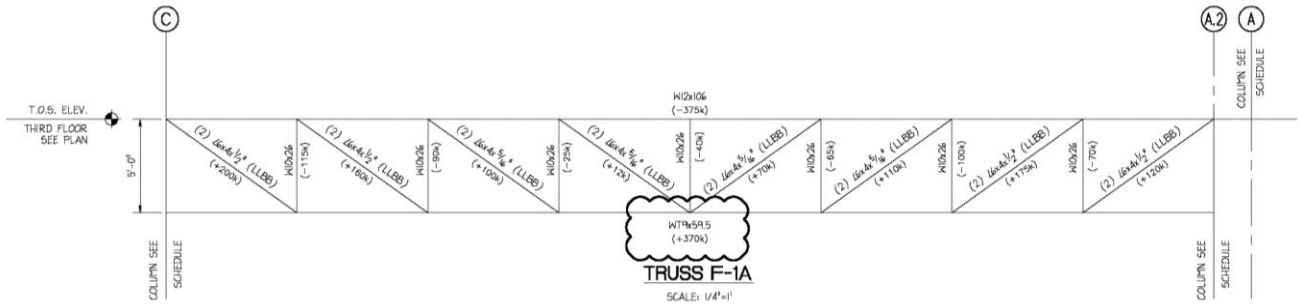 C
A.2
A
T.O.S. ELEV.
THIRD FLOOR
SEE PLAN
5'-0"
COLUMN SEE
SCHEDULE
W12x106
(-375k)
(2) L6x4x1/2" (LLBB)
(+200k)
W10x26
(-115k)
(2) L6x4x1/2" (LLBB)
(+160k)
W10x26
(-90k)
(2) L6x4x5/16" (LLBB)
(+100k)
W10x26
(-25k)
(2) L6x4x5/16" (LLBB)
(+12k)
W10x26
(-40k)
(2) L6x4x5/16" (LLBB)
(+70k)
W10x26
(-65k)
(2) L6x4x5/16" (LLBB)
(+110k)
W10x26
(-100k)
(2) L6x4x1/2" (LLBB)
(+175k)
W10x26
(-70k)
(2) L6x4x1/2" (LLBB)
(+120k)
COLUMN SEE
SCHEDULE
COLUMN SEE
SCHEDULE
COLUMN SEE
SCHEDULE
WT9x59.5
(+370k)
TRUSS F-1A
SCALE: 1/4"=1'